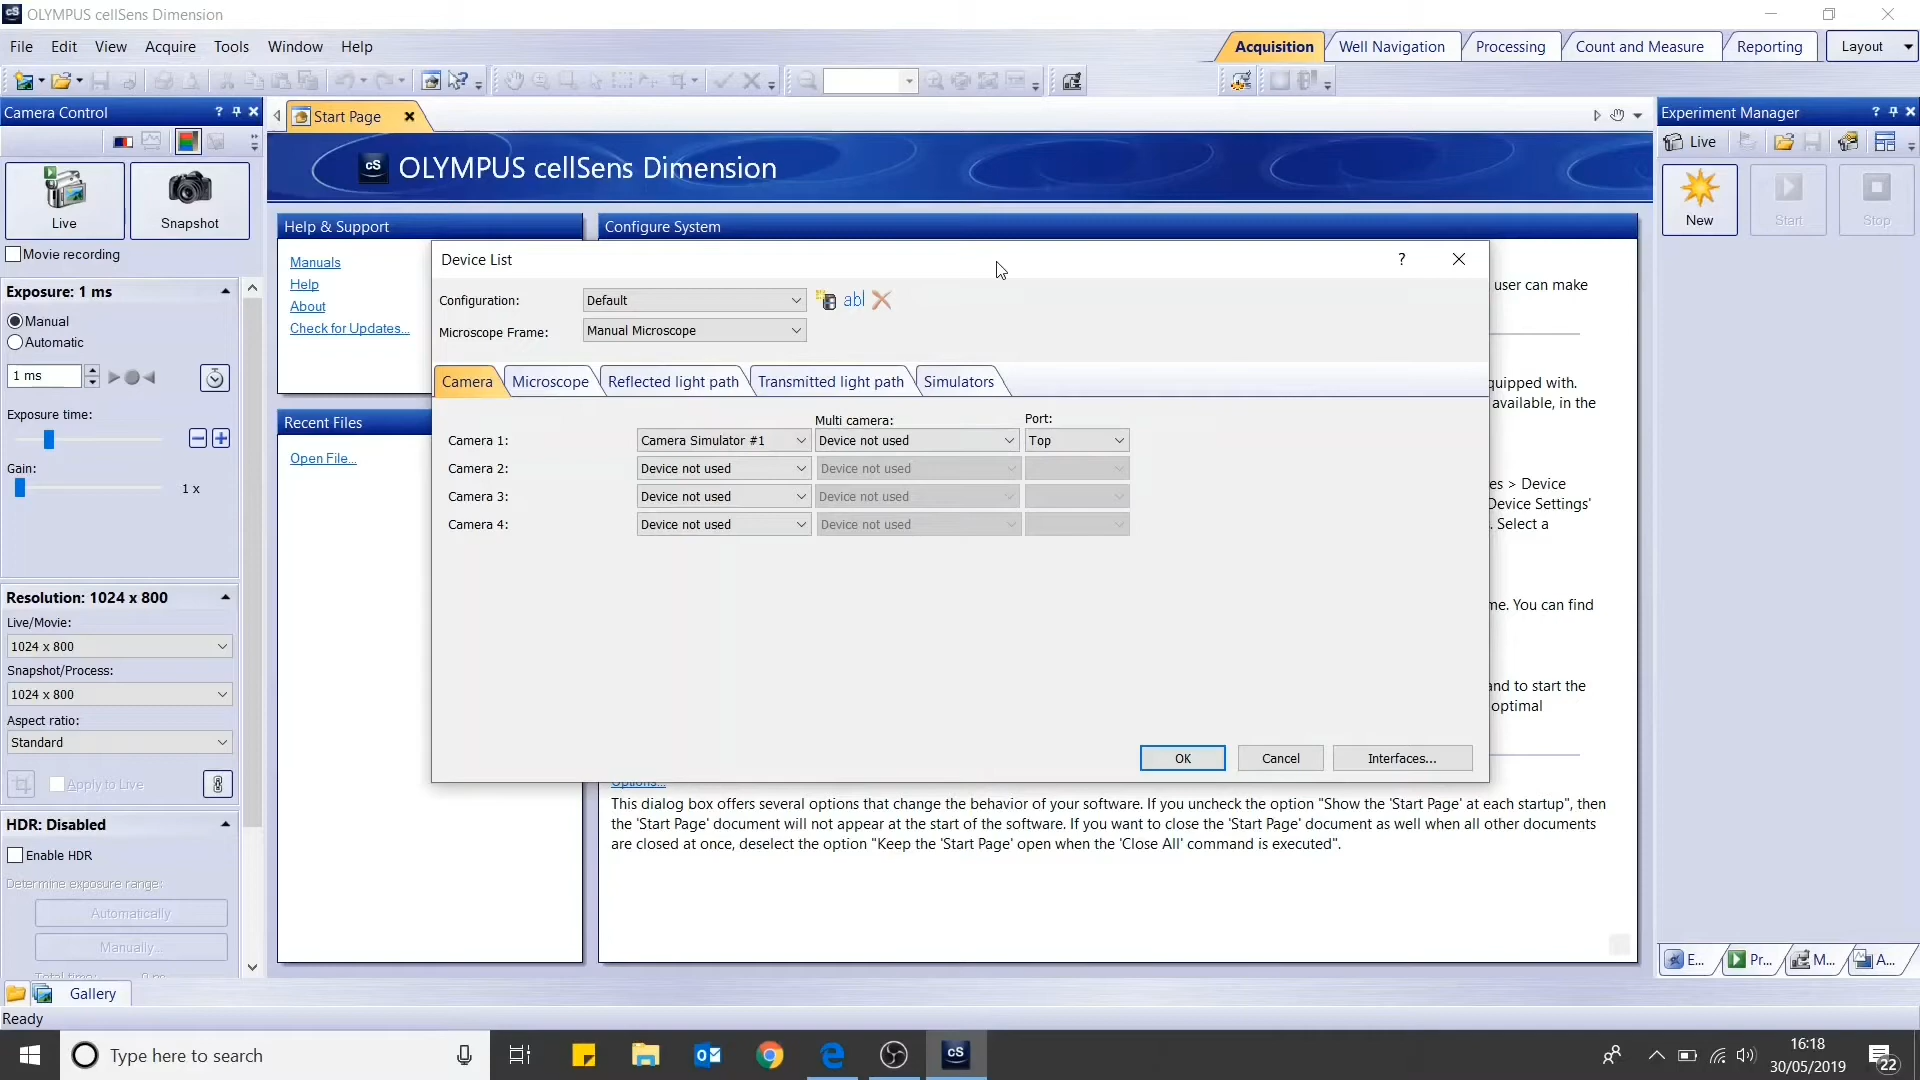 cS OLYMPUS cellSens Dimension
File Edit View Acquire Tools Window Help
Acquisition Well Navigation Processing Count and Measure Reporting Layout
Camera Control ?
Start Page
Experiment Manager ?
Live
Live Snapshot
New Start Stop
Movie recording
cS OLYMPUS cellSens Dimension
Help & Support
Manuals
Help
About
Check for Updates...
Recent Files
Open File...
Configure System
user can make
quipped with.
available, in the
es > Device
Device Settings'
. Select a
me. You can find
and to start the
optimal
Options...
This dialog box offers several options that change the behavior of your software. If you uncheck the option "Show the 'Start Page' at each startup", then
the 'Start Page' document will not appear at the start of the software. If you want to close the 'Start Page' document as well when all other documents
are closed at once, deselect the option "Keep the 'Start Page' open when the 'Close All' command is executed".
Device List ?
Configuration: Default abl
Microscope Frame: Manual Microscope
Camera Microscope Reflected light path Transmitted light path Simulators
Multi camera: Port:
Camera 1: Camera Simulator #1 Device not used Top
Camera 2: Device not used Device not used
Camera 3: Device not used Device not used
Camera 4: Device not used Device not used
OK Cancel Interfaces...
Exposure: 1 ms
Manual
Automatic
1 ms
Exposure time:
Gain:
1 x
Resolution: 1024 x 800
Live/Movie:
1024 x 800
Snapshot/Process:
1024 x 800
Aspect ratio:
Standard
Apply to Live
HDR: Disabled
Enable HDR
Determine exposure range:
Automatically
Manually...
E... Pr... M... A...
Gallery
Ready
Type here to search
cS
16:18
30/05/2019
22